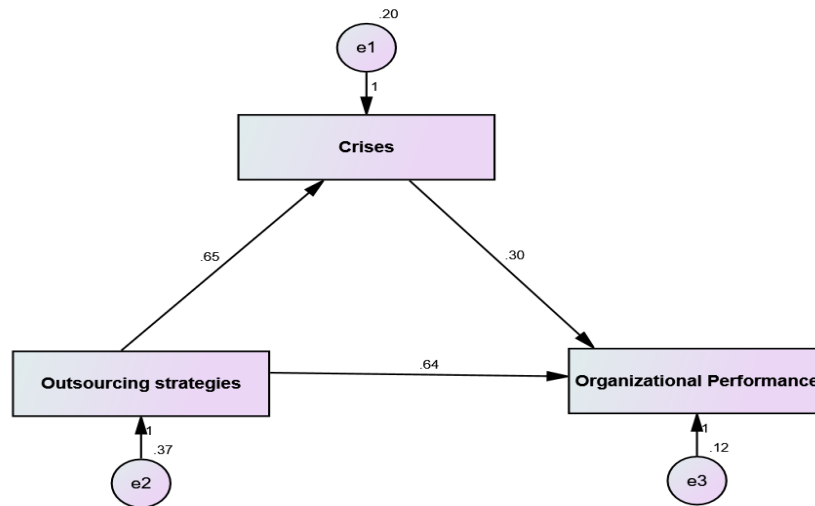 .20
e1
1
Crises
.65
.30
Outsourcing strategies
.64
Organizational Performance
1
.37
1
.12
e2
e3